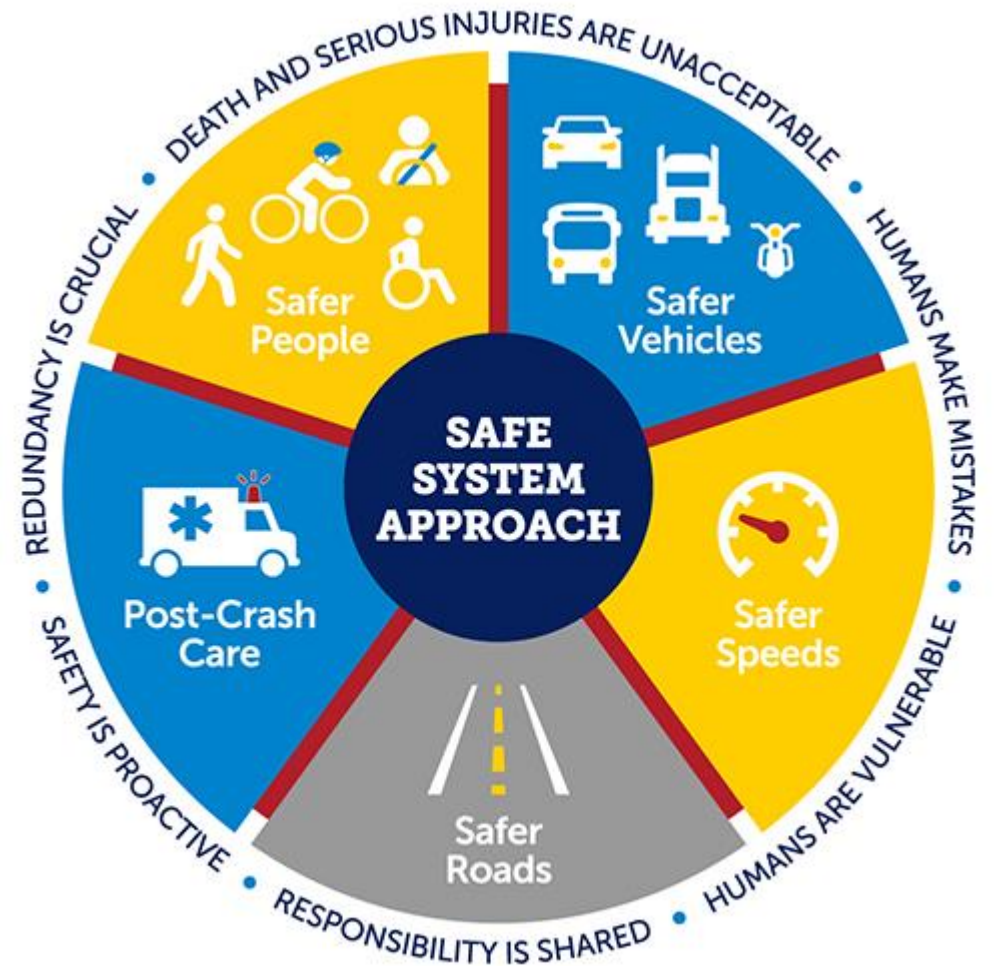 DEATH AND SERIOUS INJURIES ARE UNACCEPTABLE
HUMANS MAKE MISTAKES
HUMANS ARE VULNERABLE
RESPONSIBILITY IS SHARED
SAFETY IS PROACTIVE
REDUNDANCY IS CRUCIAL
Safer
People
Safer
Vehicles
SAFE
SYSTEM
APPROACH
Post-Crash
Care
Safer
Speeds
Safer
Roads